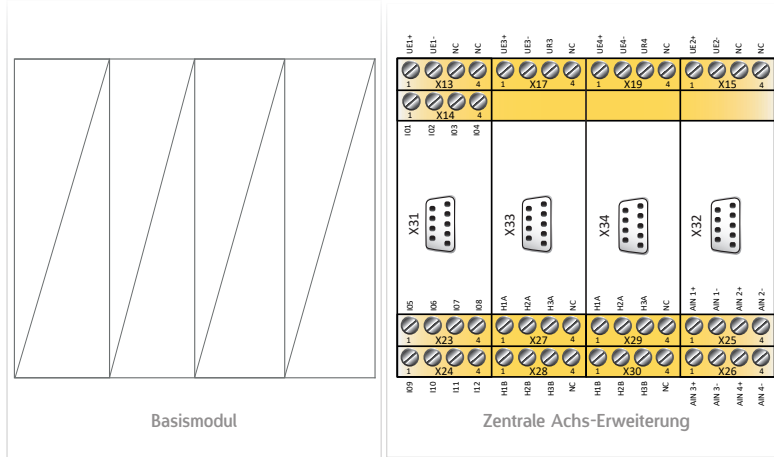 UE1+ UE1- NC NC UE3+ UE3- UR3 NC UE4+ UE4- UR4 NC UE2+ UE2- NC NC
1 X13 4 1 X17 4 1 X19 4 1 X15 4
1 X14 4
I01 I02 I03 I04
X31 X33 X34 X32
I05 I06 I07 I08 H1A H2A H3A NC H1A H2A H3A NC AIN 1+ AIN 1- AIN 2+ AIN 2-
1 X23 4 1 X27 4 1 X29 4 1 X25 4
1 X24 4 1 X28 4 1 X30 4 1 X26 4
I09 I10 I11 I12 H1B H2B H3B NC H1B H2B H3B NC AIN 3+ AIN 3- AIN 4+ AIN 4-
Basismodul Zentrale Achs-Erweiterung